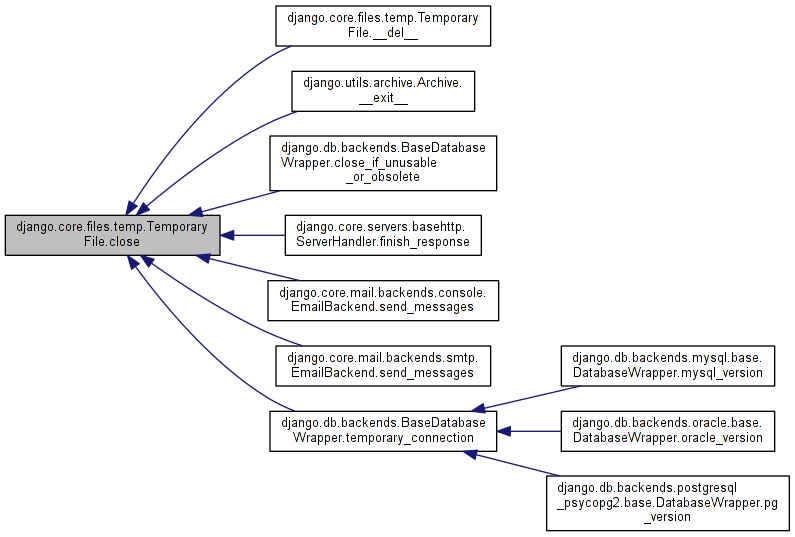 django.core.files.temp.Temporary
File.__del__
django.utils.archive.Archive.
__exit__
django.db.backends.BaseDatabase
Wrapper.close_if_unusable
_or_obsolete
django.core.files.temp.Temporary
File.close
django.core.servers.basehttp.
ServerHandler.finish_response
django.core.mail.backends.console.
EmailBackend.send_messages
django.core.mail.backends.smtp.
EmailBackend.send_messages
django.db.backends.BaseDatabase
Wrapper.temporary_connection
django.db.backends.mysql.base.
DatabaseWrapper.mysql_version
django.db.backends.oracle.base.
DatabaseWrapper.oracle_version
django.db.backends.postgresql
_psycopg2.base.DatabaseWrapper.pg
_version